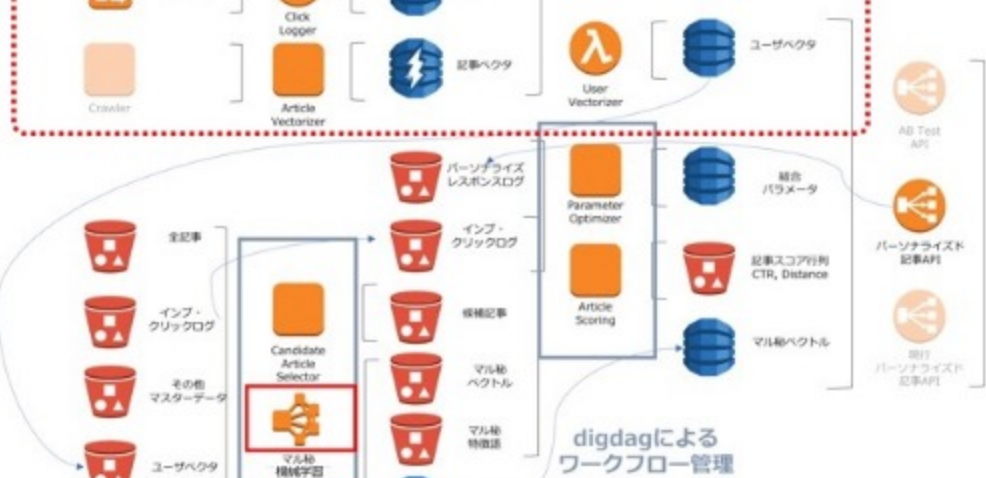 Click
Logger
Crawler
Article
Vectorizer
記事ベクタ
User
Vectorizer
ユーザベクタ
AB Test
API
パーソナライズ
レスポンスログ
Parameter
Optimizer
結合
パラメータ
パーソナライズド
記事API
全記事
インプ・
クリックログ
インプ・
クリックログ
Article
Scoring
記事スコア行列
CTR, Distance
候補記事
Candidate
Article
Selector
マル秘ベクトル
現行
パーソナライズド
記事API
その他
マスターデータ
マル秘
ベクトル
マル秘
特徴語
マル秘
機械学習
ユーザベクタ
digdagによる
ワークフロー管理